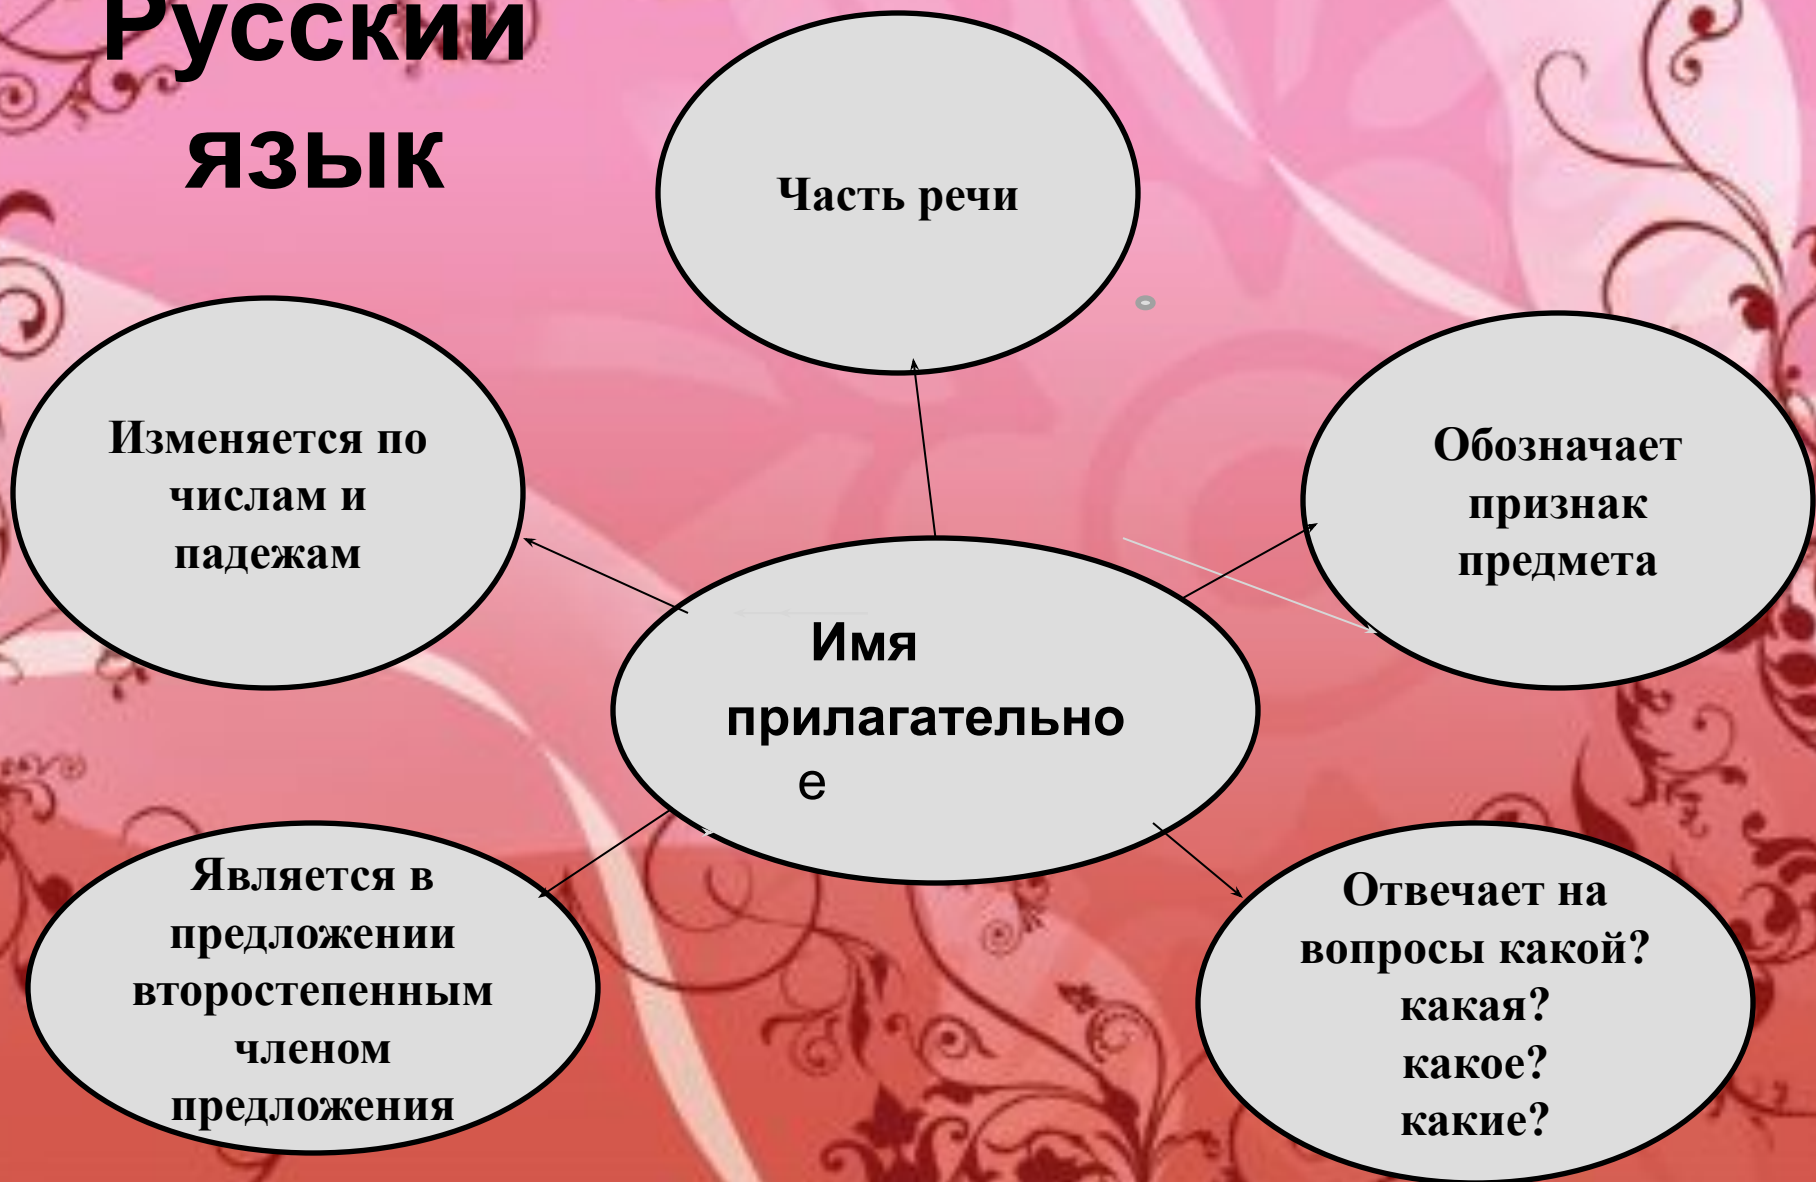 Русский
язык
Часть речи
Изменяется по
числам и
падежам
Обозначает
признак
предмета
Имя
прилагательно
е
Является в
предложении
второстепенным
членом
предложения
Отвечает на
вопросы какой?
какая?
какое?
какие?